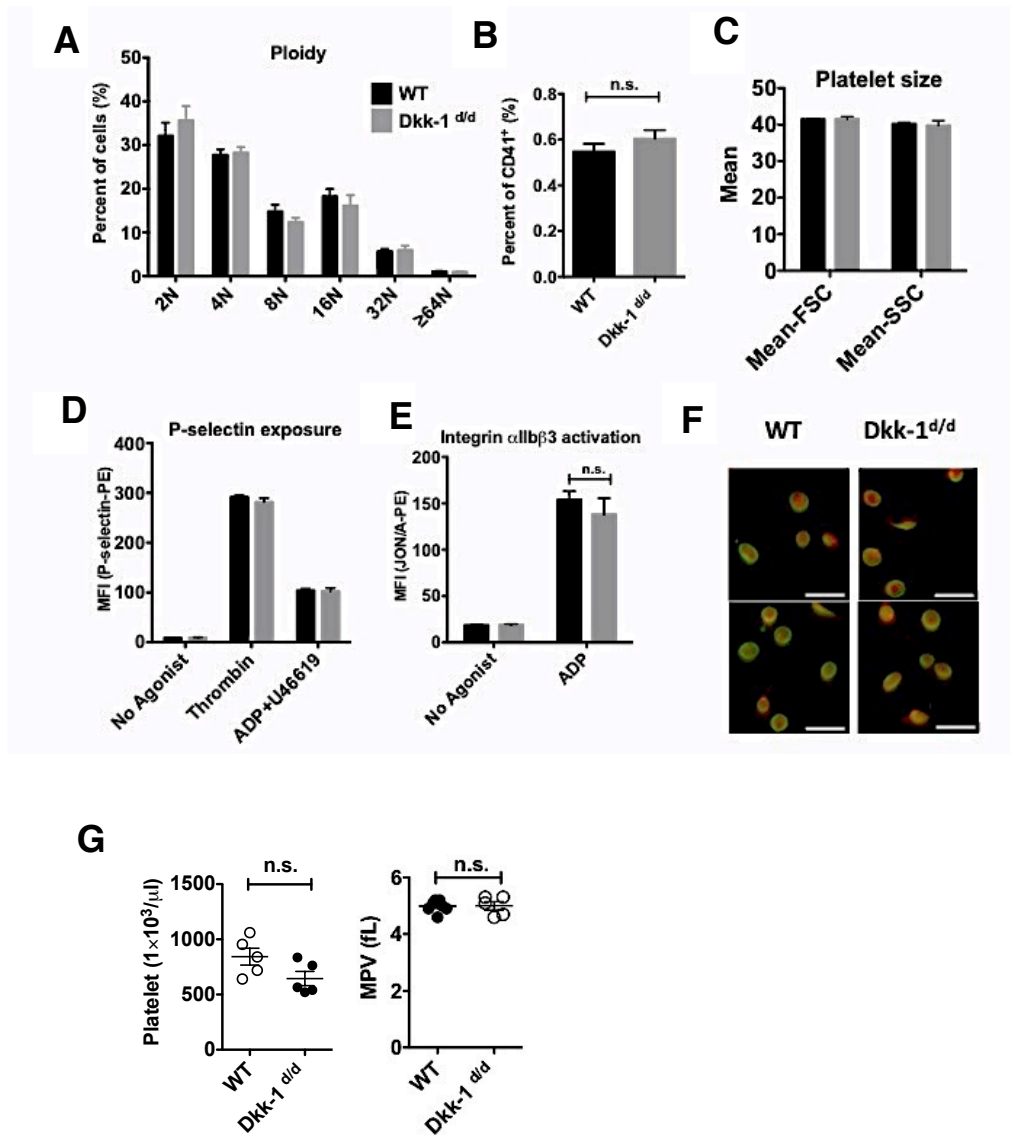 A
Ploidy
Percent of cells (%)
50
40
30
20
10
0
WT
Dkk-1 d/d
2N
4N
8N
16N
32N
≥64N
B
n.s.
Percent of CD41+ (%)
0.8
0.6
0.4
0.2
0.0
WT
Dkk-1 d/d
C
Platelet size
Mean
50
40
30
20
10
0
Mean-FSC
Mean-SSC
D
P-selectin exposure
MFI (P-selectin-PE)
400
300
200
100
0
No Agonist
Thrombin
ADP+U46619
E
Integrin αIIbβ3 activation
MFI (JON/A-PE)
200
150
100
50
0
n.s.
No Agonist
ADP
F
WT
Dkk-1d/d
G
n.s.
Platelet (1×10³/µl)
1500
1000
500
0
WT
Dkk-1 d/d
n.s.
MPV (fL)
6
4
2
0
WT
Dkk-1 d/d